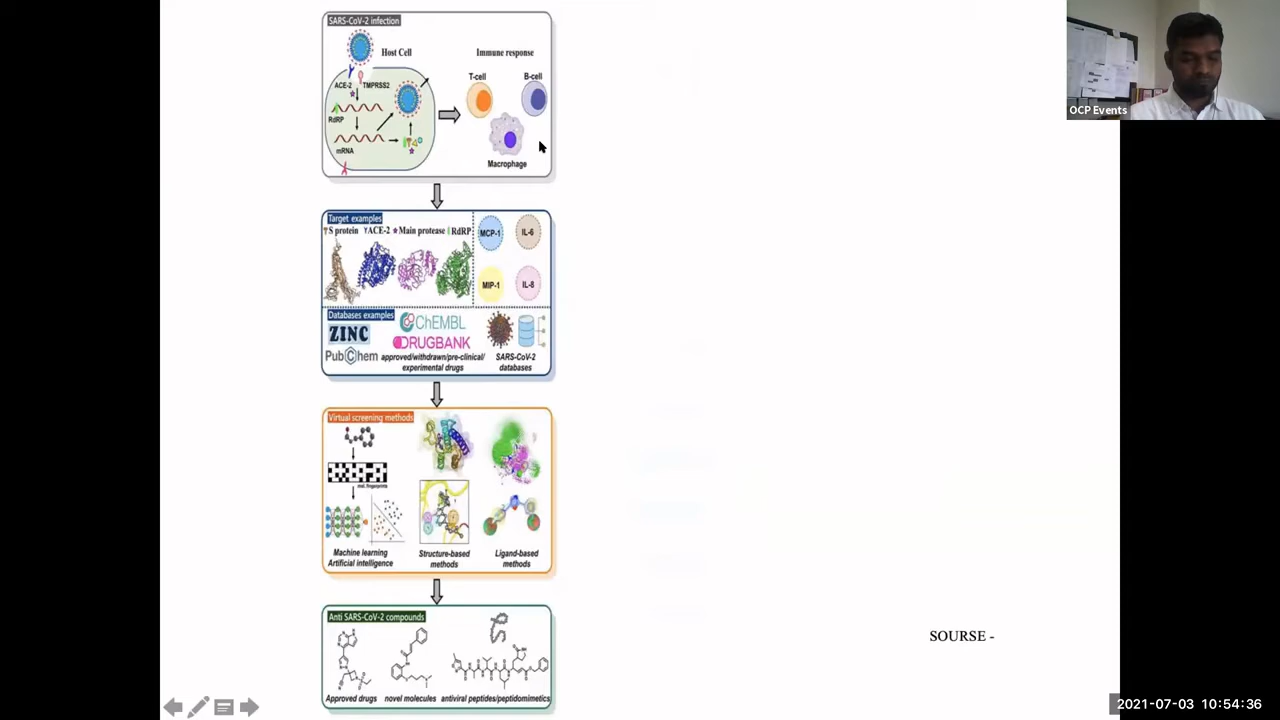 SARS-CoV-2 infection
Host Cell
Immune response
ACE-2
TMPRSS2
T-cell
B-cell
RdRP
mRNA
Macrophage
Target examples
S protein
ACE-2
Main protease
RdRP
MCP-1
IL-6
MIP-1
IL-8
Databases examples
ZINC
ChEMBL
DRUGBANK
PubChem
approved/withdrawn/pre-clinical/
experimental drugs
SARS-CoV-2
databases
Virtual screening methods
mol. fingerprints
Machine learning
Artificial intelligence
Structure-based
methods
Ligand-based
methods
Anti SARS-CoV-2 compounds
Approved drugs
novel molecules
antiviral peptides/peptidomimetics
SOURSE -
OCP Events
2021-07-03 10:54:36